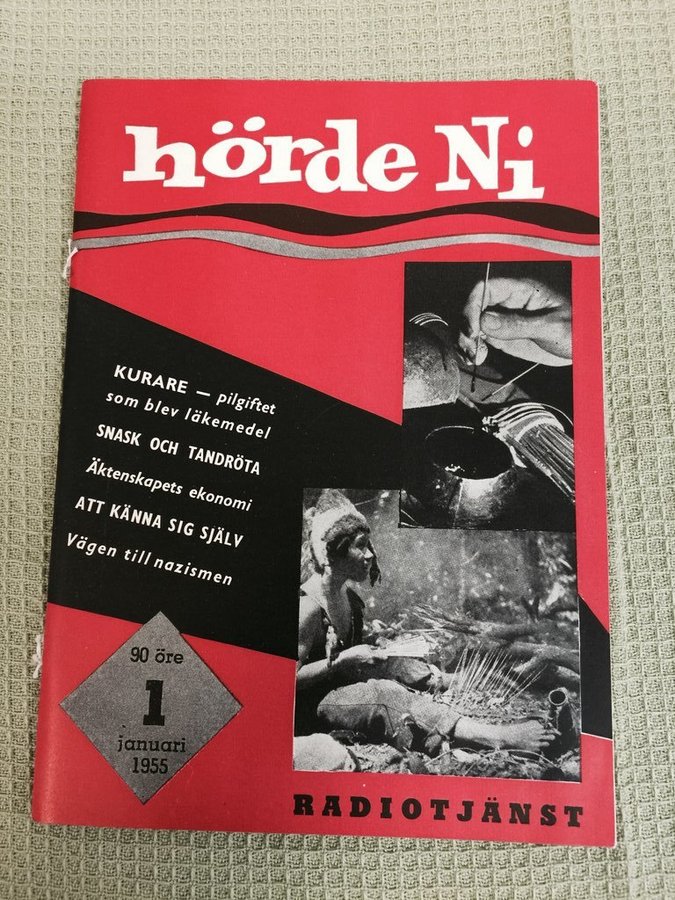 hörde Ni
KURARE — pilgiftet
som blev läkemedel
SNASK OCH TANDRÖTA
Äktenskapets ekonomi
ATT KÄNNA SIG SJÄLV
Vägen till nazismen
90 öre
1
januari
1955
RADIOTJÄNST